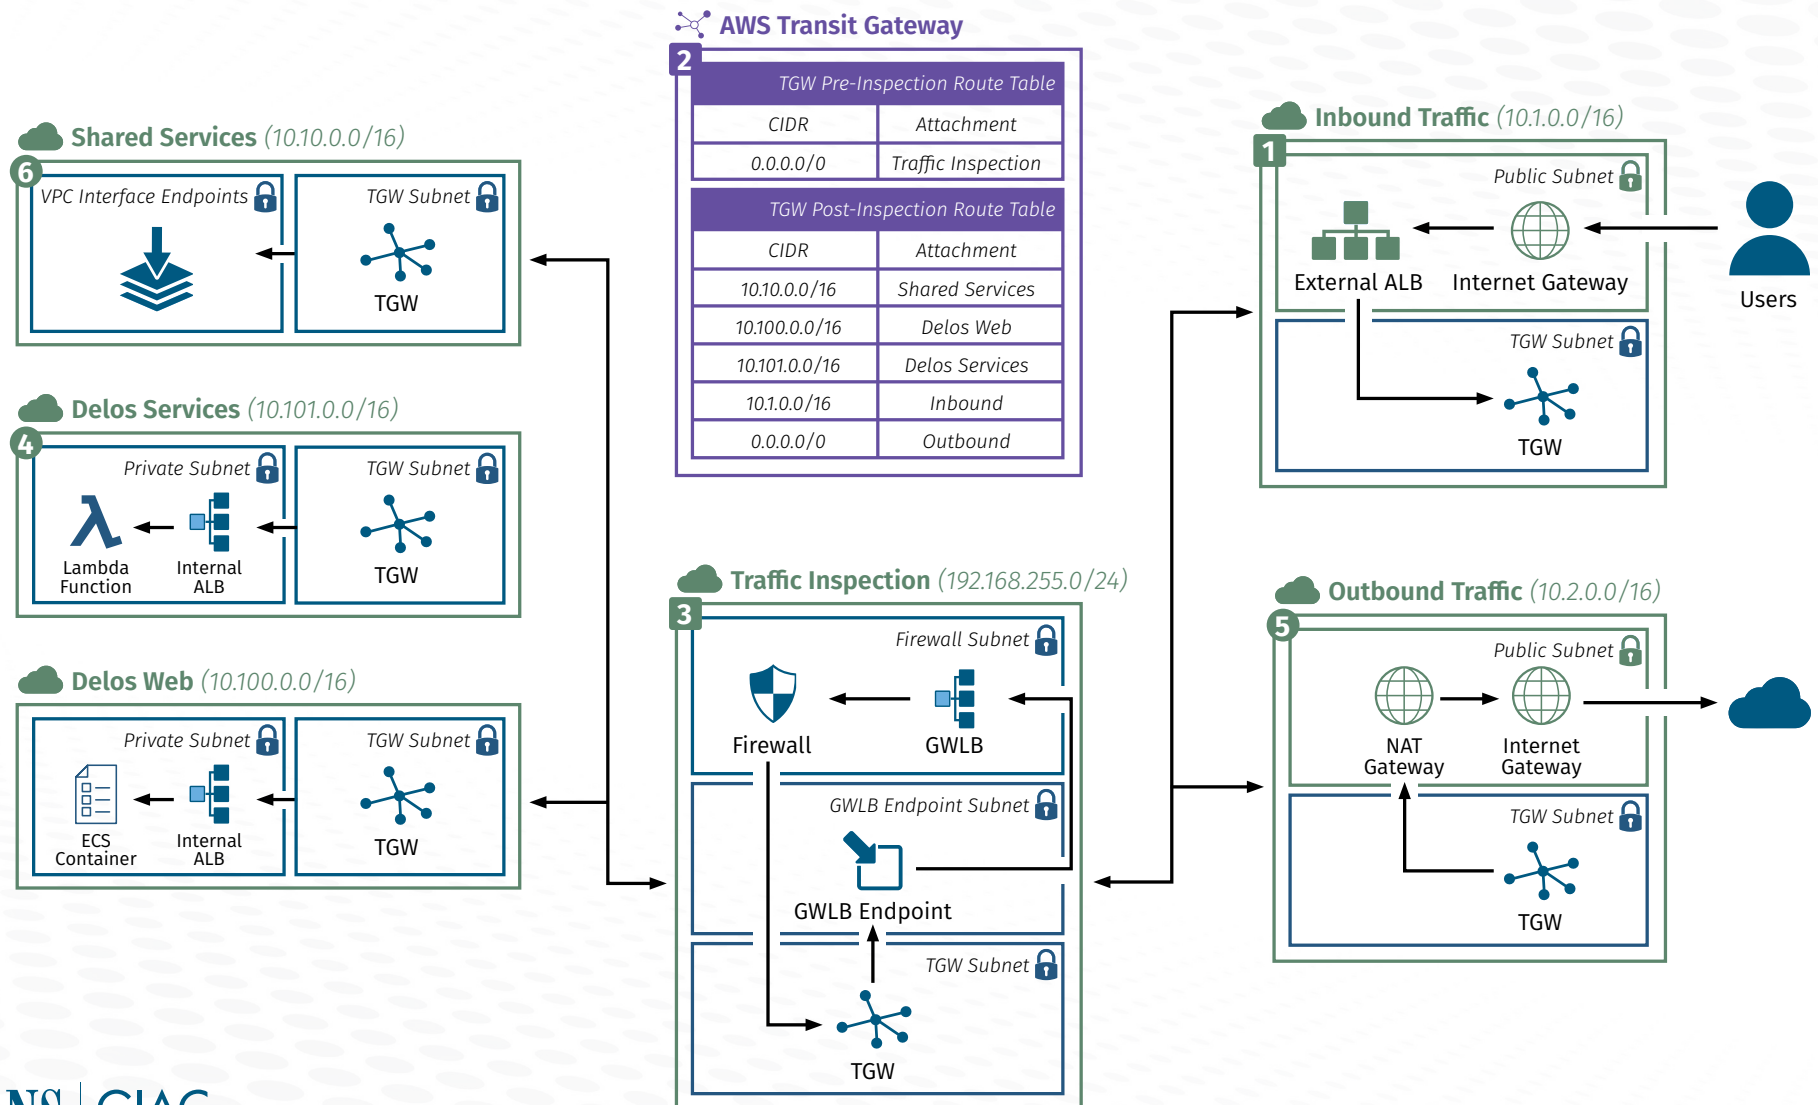 AWS Transit Gateway
2
TGW Pre-Inspection Route Table
CIDR Attachment
0.0.0.0/0 Traffic Inspection
TGW Post-Inspection Route Table
CIDR Attachment
10.10.0.0/16 Shared Services
10.100.0.0/16 Delos Web
10.101.0.0/16 Delos Services
10.1.0.0/16 Inbound
0.0.0.0/0 Outbound
Shared Services (10.10.0.0/16)
6
VPC Interface Endpoints
TGW Subnet
TGW
Delos Services (10.101.0.0/16)
4
Private Subnet
TGW Subnet
Lambda
Function
Internal
ALB
TGW
Delos Web (10.100.0.0/16)
Private Subnet
TGW Subnet
ECS
Container
Internal
ALB
TGW
Traffic Inspection (192.168.255.0/24)
3
Firewall Subnet
Firewall
GWLB
GWLB Endpoint Subnet
GWLB Endpoint
TGW Subnet
TGW
Inbound Traffic (10.1.0.0/16)
1
Public Subnet
External ALB
Internet Gateway
Users
TGW Subnet
TGW
Outbound Traffic (10.2.0.0/16)
5
Public Subnet
NAT
Gateway
Internet
Gateway
TGW Subnet
TGW
NS GIAC